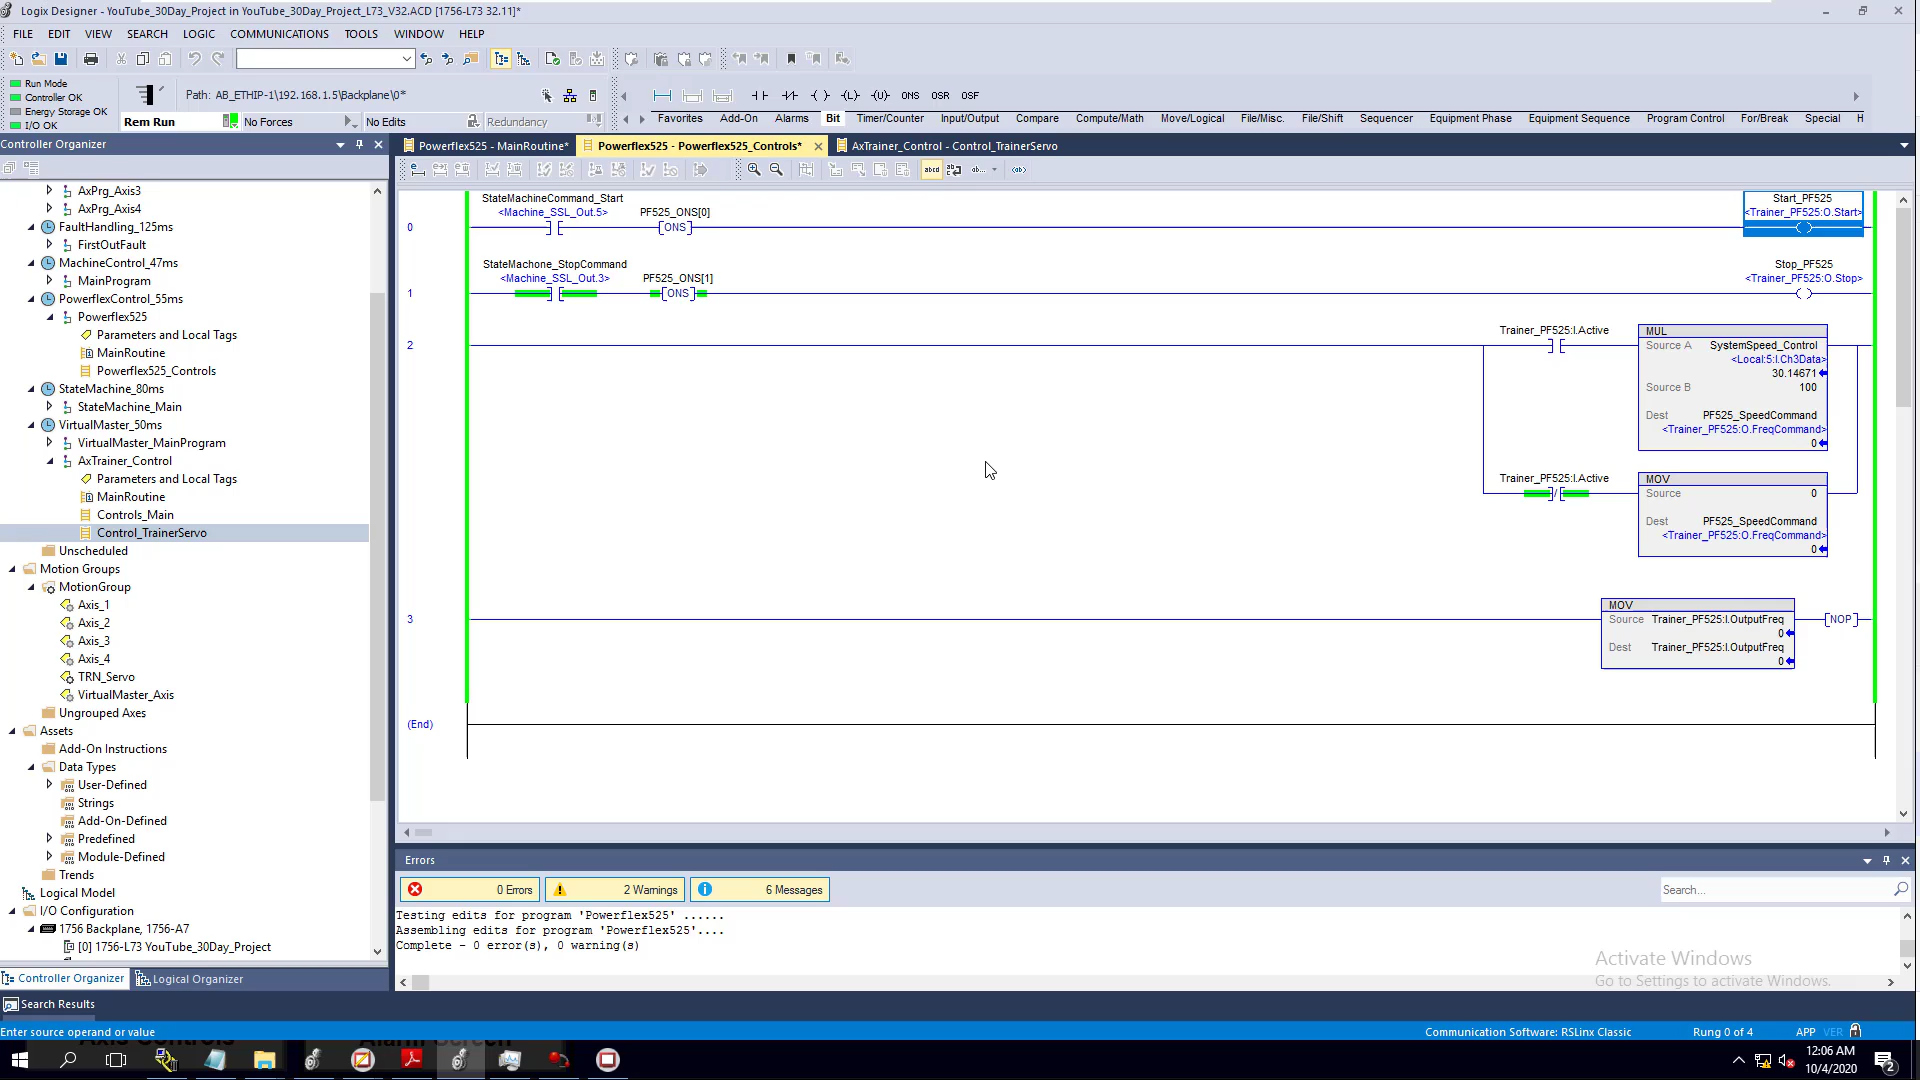 Logix Designer - YouTube_30Day_Project in YouTube_30Day_Project_L73_V32.ACD [1756-L73 32.11]*
FILE EDIT VIEW SEARCH LOGIC COMMUNICATIONS TOOLS WINDOW HELP
Run Mode
Controller OK
Energy Storage OK
I/O OK
Path: AB_ETHIP-1\192.168.1.5\Backplane\0*
Rem Run No Forces No Edits Redundancy
ONS OSR OSF
Favorites Add-On Alarms Bit Timer/Counter Input/Output Compare Compute/Math Move/Logical File/Misc. File/Shift Sequencer Equipment Phase Equipment Sequence Program Control For/Break Special H
Controller Organizer
Powerflex525 - MainRoutine* Powerflex525 - Powerflex525_Controls* AxTrainer_Control - Control_TrainerServo
AxPrg_Axis3
AxPrg_Axis4
FaultHandling_125ms
FirstOutFault
MachineControl_47ms
MainProgram
PowerflexControl_55ms
Powerflex525
Parameters and Local Tags
MainRoutine
Powerflex525_Controls
StateMachine_80ms
StateMachine_Main
VirtualMaster_50ms
VirtualMaster_MainProgram
AxTrainer_Control
Parameters and Local Tags
MainRoutine
Controls_Main
Control_TrainerServo
Unscheduled
Motion Groups
MotionGroup
Axis_1
Axis_2
Axis_3
Axis_4
TRN_Servo
VirtualMaster_Axis
Ungrouped Axes
Assets
Add-On Instructions
Data Types
User-Defined
Strings
Add-On-Defined
Predefined
Module-Defined
Trends
Logical Model
I/O Configuration
1756 Backplane, 1756-A7
[0] 1756-L73 YouTube_30Day_Project
Controller Organizer Logical Organizer
StateMachineCommand_Start
<Machine_SSL_Out.5> PF525_ONS[0]
Start_PF525
<Trainer_PF525:O.Start>
0 ONS
StateMachone_StopCommand
<Machine_SSL_Out.3> PF525_ONS[1]
Stop_PF525
<Trainer_PF525:O.Stop>
1 ONS
2
Trainer_PF525:I.Active
MUL
Source A SystemSpeed_Control
<Local:5:I.Ch3Data>
30.14671
Source B 100
Dest PF525_SpeedCommand
<Trainer_PF525:O.FreqCommand>
0
Trainer_PF525:I.Active
MOV
Source 0
Dest PF525_SpeedCommand
<Trainer_PF525:O.FreqCommand>
0
3
MOV
Source Trainer_PF525:I.OutputFreq
0
Dest Trainer_PF525:I.OutputFreq
0
NOP
(End)
Errors
0 Errors 2 Warnings 6 Messages Search...
Testing edits for program 'Powerflex525' ......
Assembling edits for program 'Powerflex525'....
Complete - 0 error(s), 0 warning(s)
Activate Windows
Go to Settings to activate Windows.
Search Results
Enter source operand or value Communication Software: RSLinx Classic Rung 0 of 4 APP VER
12:06 AM
10/4/2020
2